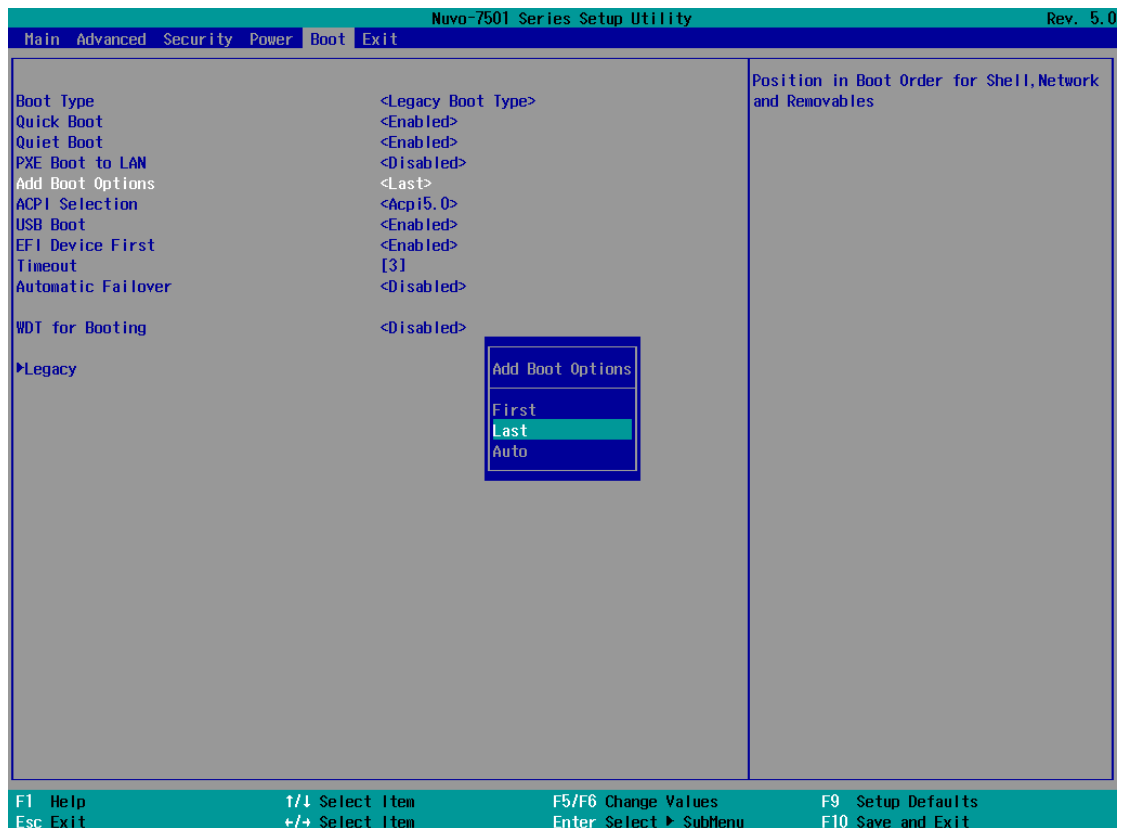 Nuvo-7501 Series Setup Utility Rev. 5.0
Main Advanced Security Power Boot Exit
Position in Boot Order for Shell,Network
and Removables
Boot Type <Legacy Boot Type>
Quick Boot <Enabled>
Quiet Boot <Enabled>
PXE Boot to LAN <Disabled>
Add Boot Options <Last>
ACPI Selection <Acpi5.0>
USB Boot <Enabled>
EFI Device First <Enabled>
Timeout [3]
Automatic Failover <Disabled>
WDT for Booting <Disabled>
▶Legacy
Add Boot Options
First
Last
Auto
F1 Help ↑/↓ Select Item F5/F6 Change Values F9 Setup Defaults
Esc Exit ←/→ Select Item Enter Select ▶ SubMenu F10 Save and Exit